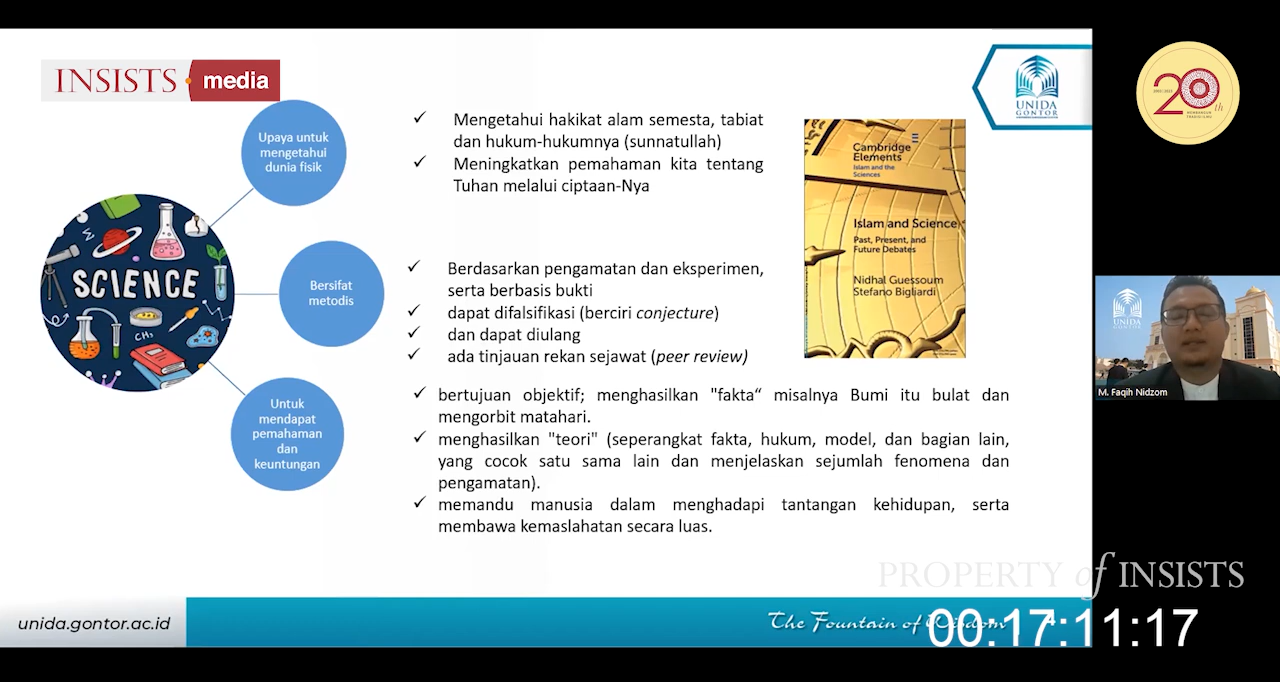 INSISTS media
UNIDA
GONTOR
20th
Upaya untuk
mengetahui
dunia fisik
Mengetahui hakikat alam semesta, tabiat
dan hukum-hukumnya (sunnatullah)
Meningkatkan pemahaman kita tentang
Tuhan melalui ciptaan-Nya
SCIENCE
CH₃
Bersifat
metodis
Berdasarkan pengamatan dan eksperimen,
serta berbasis bukti
dapat difalsifikasi (berciri conjecture)
dan dapat diulang
ada tinjauan rekan sejawat (peer review)
Cambridge
Elements
Islam and the
Sciences
Islam and Science
Past, Present, and
Future Debates
Nidhal Guessoum
Stefano Bigliardi
UNIDA
GONTOR
M. Faqih Nidzom
Untuk
mendapat
pemahaman
dan
keuntungan
bertujuan objektif; menghasilkan "fakta“ misalnya Bumi itu bulat dan
mengorbit matahari.
menghasilkan "teori" (seperangkat fakta, hukum, model, dan bagian lain,
yang cocok satu sama lain dan menjelaskan sejumlah fenomena dan
pengamatan).
memandu manusia dalam menghadapi tantangan kehidupan, serta
membawa kemaslahatan secara luas.
PROPERTY of INSISTS
unida.gontor.ac.id
The Fountain of Wisdom
00:17:11:17